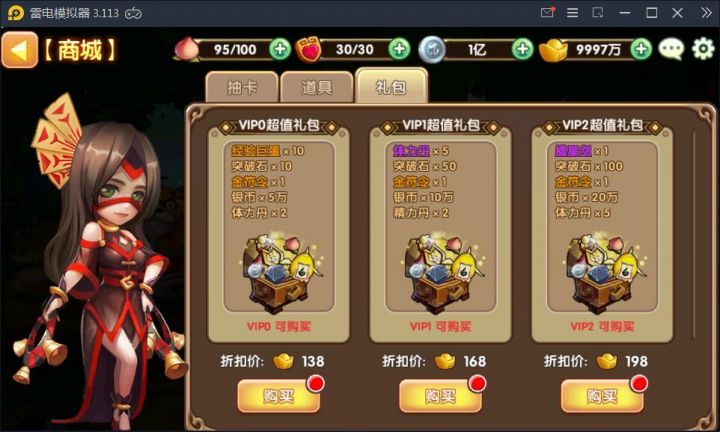 雷电模拟器 3.113
【商城】
95/100
30/30
1亿
9997万
抽卡
道具
礼包
VIP0超值礼包
经验巨蛋×10
突破石×10
金符令×1
银币×5万
体力丹×2
VIP0 可购买
折扣价: 138
购买
VIP1超值礼包
体力丹×5
突破石×50
金符令×1
银币×10万
精力丹×2
VIP1 可购买
折扣价: 168
购买
VIP2超值礼包
×1
突破石×100
金符令×1
银币×20万
体力丹×5
VIP2 可购买
折扣价: 198
购买